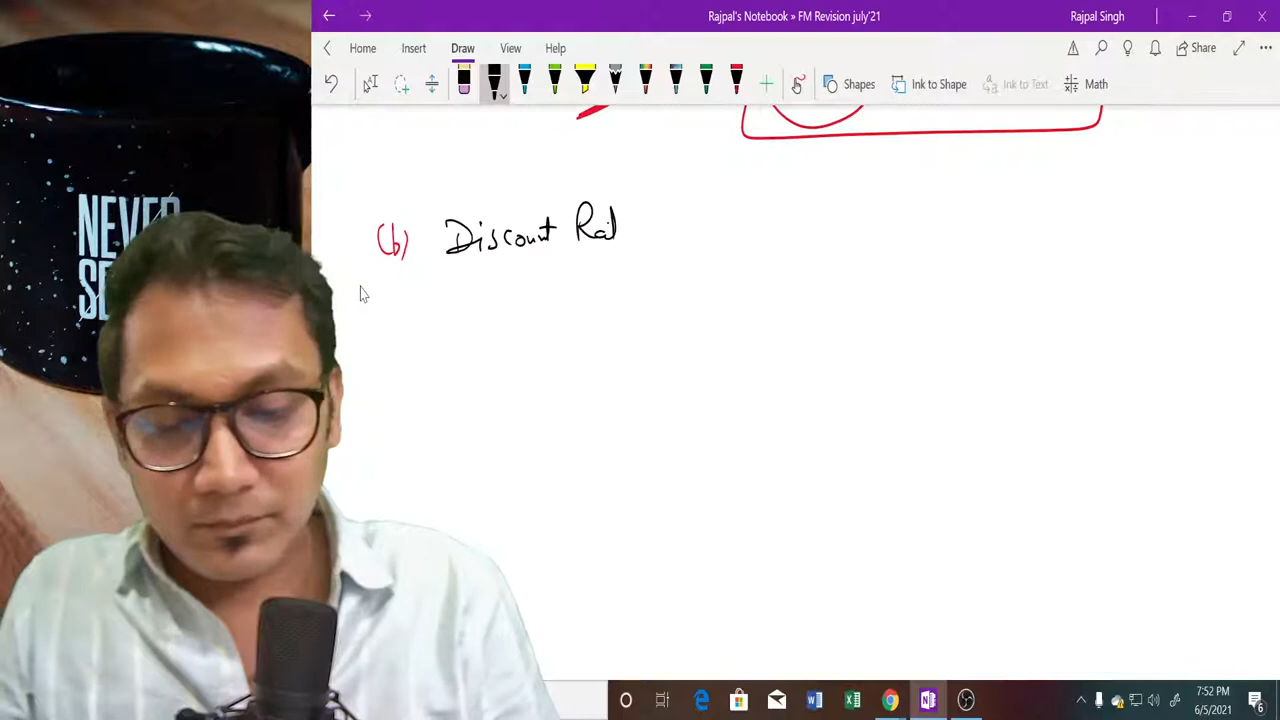 Rajpal's Notebook » FM Revision july'21
Rajpal Singh
Home Insert Draw View Help
Share
Shapes
Ink to Shape
Ink to Text
Math
NEVER
(b) Discount Rat
7:52 PM
6/5/2021
6